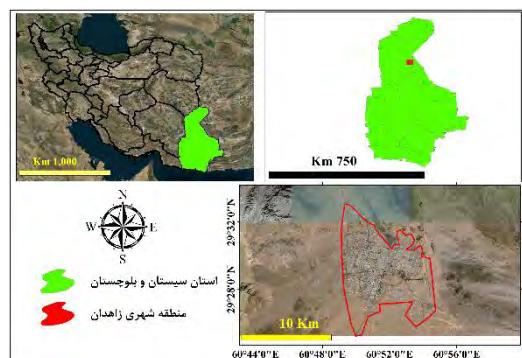 Km 1,000
Km 750
N
W E
S
استان سیستان و بلوچستان
منطقه شهری زاهدان
29°32'0"N
29°28'0"N
10 Km
60°44'0"E 60°48'0"E 60°52'0"E 60°56'0"E